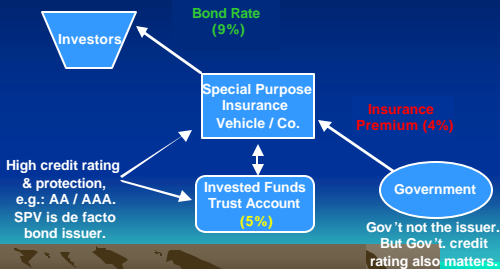 Bond Rate
(9%)
Investors
Special Purpose
Insurance
Vehicle / Co.
Insurance
Premium (4%)
High credit rating
& protection,
e.g.: AA / AAA.
SPV is de facto
bond issuer.
Invested Funds
Trust Account
(5%)
Government
Gov't not the issuer.
But Gov't. credit
rating also matters.